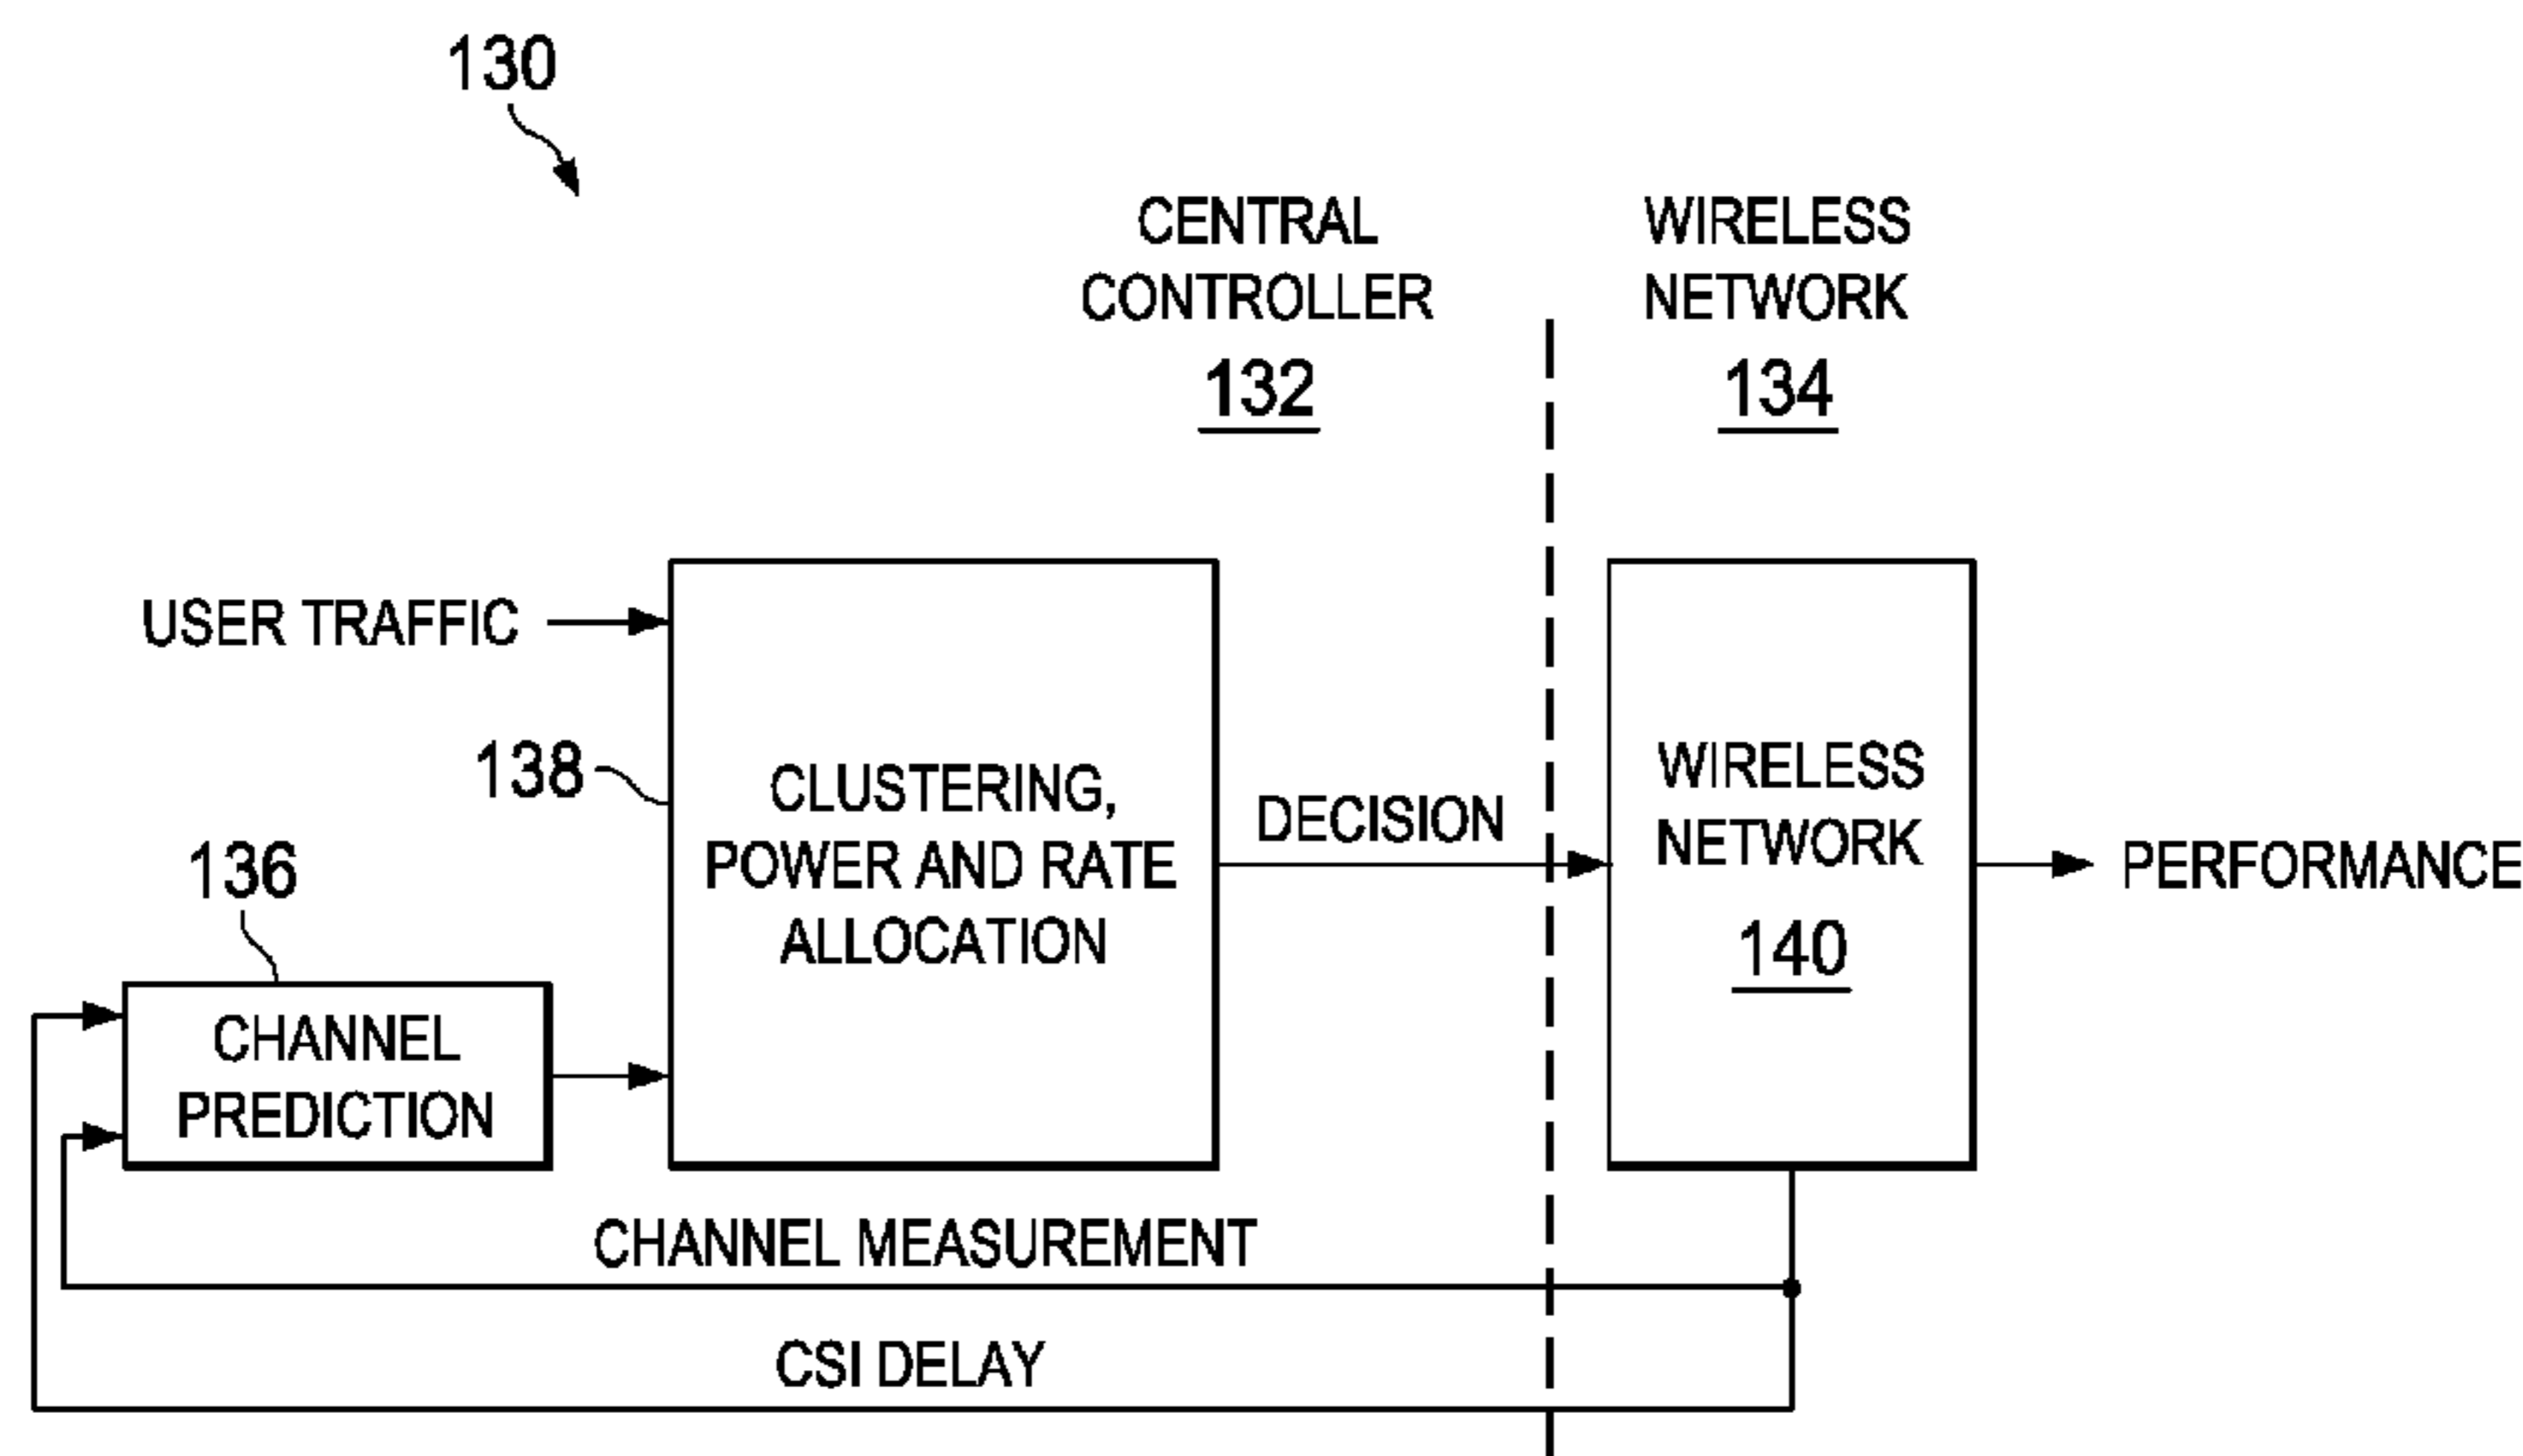 130
CENTRAL
CONTROLLER
132
WIRELESS
NETWORK
134
USER TRAFFIC
138
CLUSTERING,
POWER AND RATE
ALLOCATION
DECISION
WIRELESS
NETWORK
140
PERFORMANCE
136
CHANNEL
PREDICTION
CHANNEL MEASUREMENT
CSI DELAY